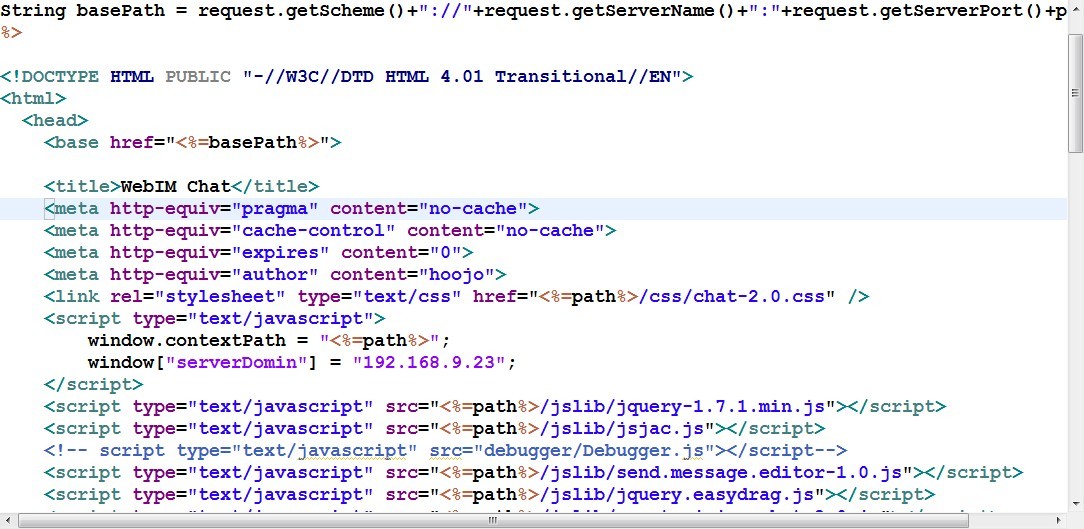 String basePath = request.getScheme()+"://"+request.getServerName()+":"+request.getServerPort()+p
%>
<!DOCTYPE HTML PUBLIC "-//W3C//DTD HTML 4.01 Transitional//EN">
<html>
<head>
<base href="<%=basePath%>">
<title>WebIM Chat</title>
<meta http-equiv="pragma" content="no-cache">
<meta http-equiv="cache-control" content="no-cache">
<meta http-equiv="expires" content="0">
<meta http-equiv="author" content="hoojo">
<link rel="stylesheet" type="text/css" href="<%=path%>/css/chat-2.0.css" />
<script type="text/javascript">
window.contextPath = "<%=path%>";
window["serverDomin"] = "192.168.9.23";
</script>
<script type="text/javascript" src="<%=path%>/jslib/jquery-1.7.1.min.js"></script>
<script type="text/javascript" src="<%=path%>/jslib/jsjac.js"></script>
<!-- script type="text/javascript" src="debugger/Debugger.js"></script-->
<script type="text/javascript" src="<%=path%>/jslib/send.message.editor-1.0.js"></script>
<script type="text/javascript" src="<%=path%>/jslib/jquery.easydrag.js"></script>